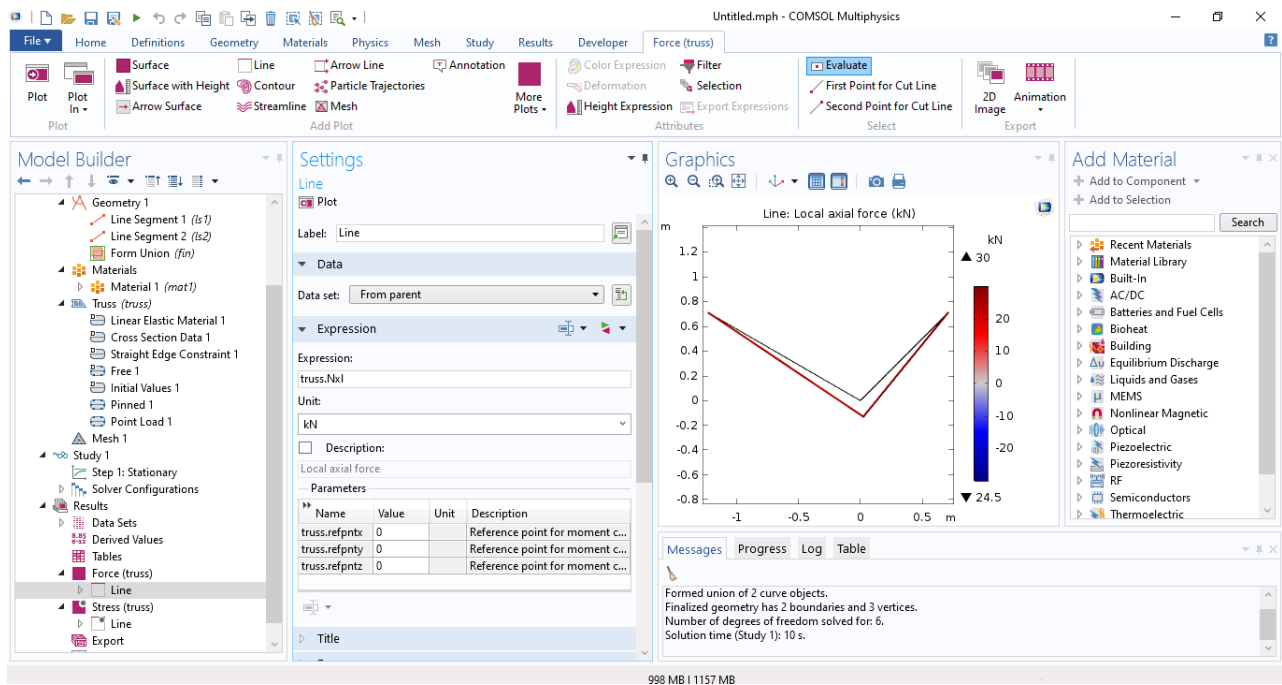 Untitled.mph - COMSOL Multiphysics
File Home Definitions Geometry Materials Physics Mesh Study Results Developer Force (truss)
?
Plot
Plot In
Plot
Surface
Surface with Height
Arrow Surface
Line
Contour
Streamline
Arrow Line
Particle Trajectories
Mesh
Annotation
More Plots
Add Plot
Color Expression
Deformation
Height Expression
Filter
Selection
Export Expressions
Attributes
Evaluate
First Point for Cut Line
Second Point for Cut Line
Select
2D Image
Animation
Export
Model Builder
Geometry 1
Line Segment 1 (ls1)
Line Segment 2 (ls2)
Form Union (fin)
Materials
Material 1 (mat1)
Truss (truss)
Linear Elastic Material 1
Cross Section Data 1
Straight Edge Constraint 1
Free 1
Initial Values 1
Pinned 1
Point Load 1
Mesh 1
Study 1
Step 1: Stationary
Solver Configurations
Results
Data Sets
8.85
e-12
Derived Values
Tables
Force (truss)
Line
Stress (truss)
Line
Export
Settings
Line
Plot
Label: Line
Data
Data set: From parent
Expression
Expression:
truss.Nxl
Unit:
kN
Description:
Local axial force
Parameters
Name Value Unit Description
truss.refpntx 0 Reference point for moment c...
truss.refpnty 0 Reference point for moment c...
truss.refpntz 0 Reference point for moment c...
Title
Graphics
Line: Local axial force (kN)
m
1.2
1
0.8
0.6
0.4
0.2
0
-0.2
-0.4
-0.6
-0.8
-1 -0.5 0 0.5 m
kN
30
20
10
0
-10
-20
24.5
Messages Progress Log Table
Formed union of 2 curve objects.
Finalized geometry has 2 boundaries and 3 vertices.
Number of degrees of freedom solved for: 6.
Solution time (Study 1): 10 s.
Add Material
Add to Component
Add to Selection
Search
Recent Materials
Material Library
Built-In
AC/DC
Batteries and Fuel Cells
Bioheat
Building
Equilibrium Discharge
Liquids and Gases
MEMS
Nonlinear Magnetic
Optical
Piezoelectric
Piezoresistivity
RF
Semiconductors
Thermoelectric
998 MB | 1157 MB